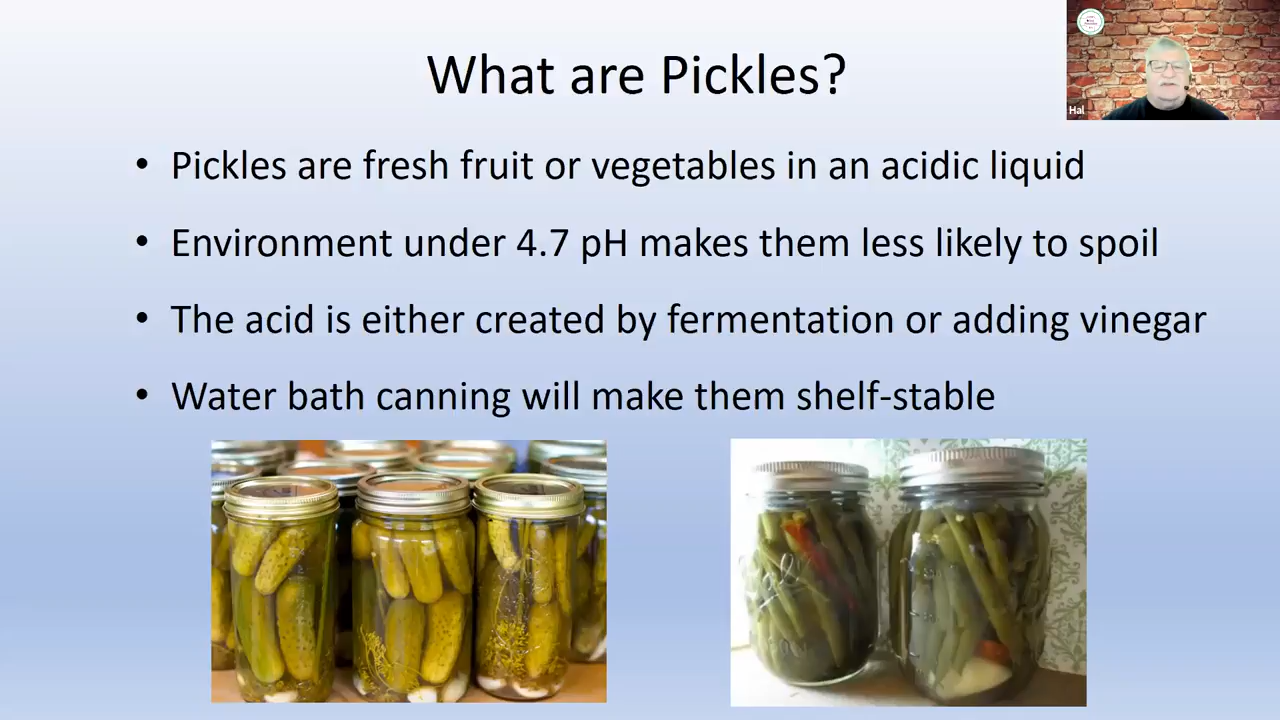 What are Pickles?
Hal
• Pickles are fresh fruit or vegetables in an acidic liquid
• Environment under 4.7 pH makes them less likely to spoil
• The acid is either created by fermentation or adding vinegar
• Water bath canning will make them shelf-stable